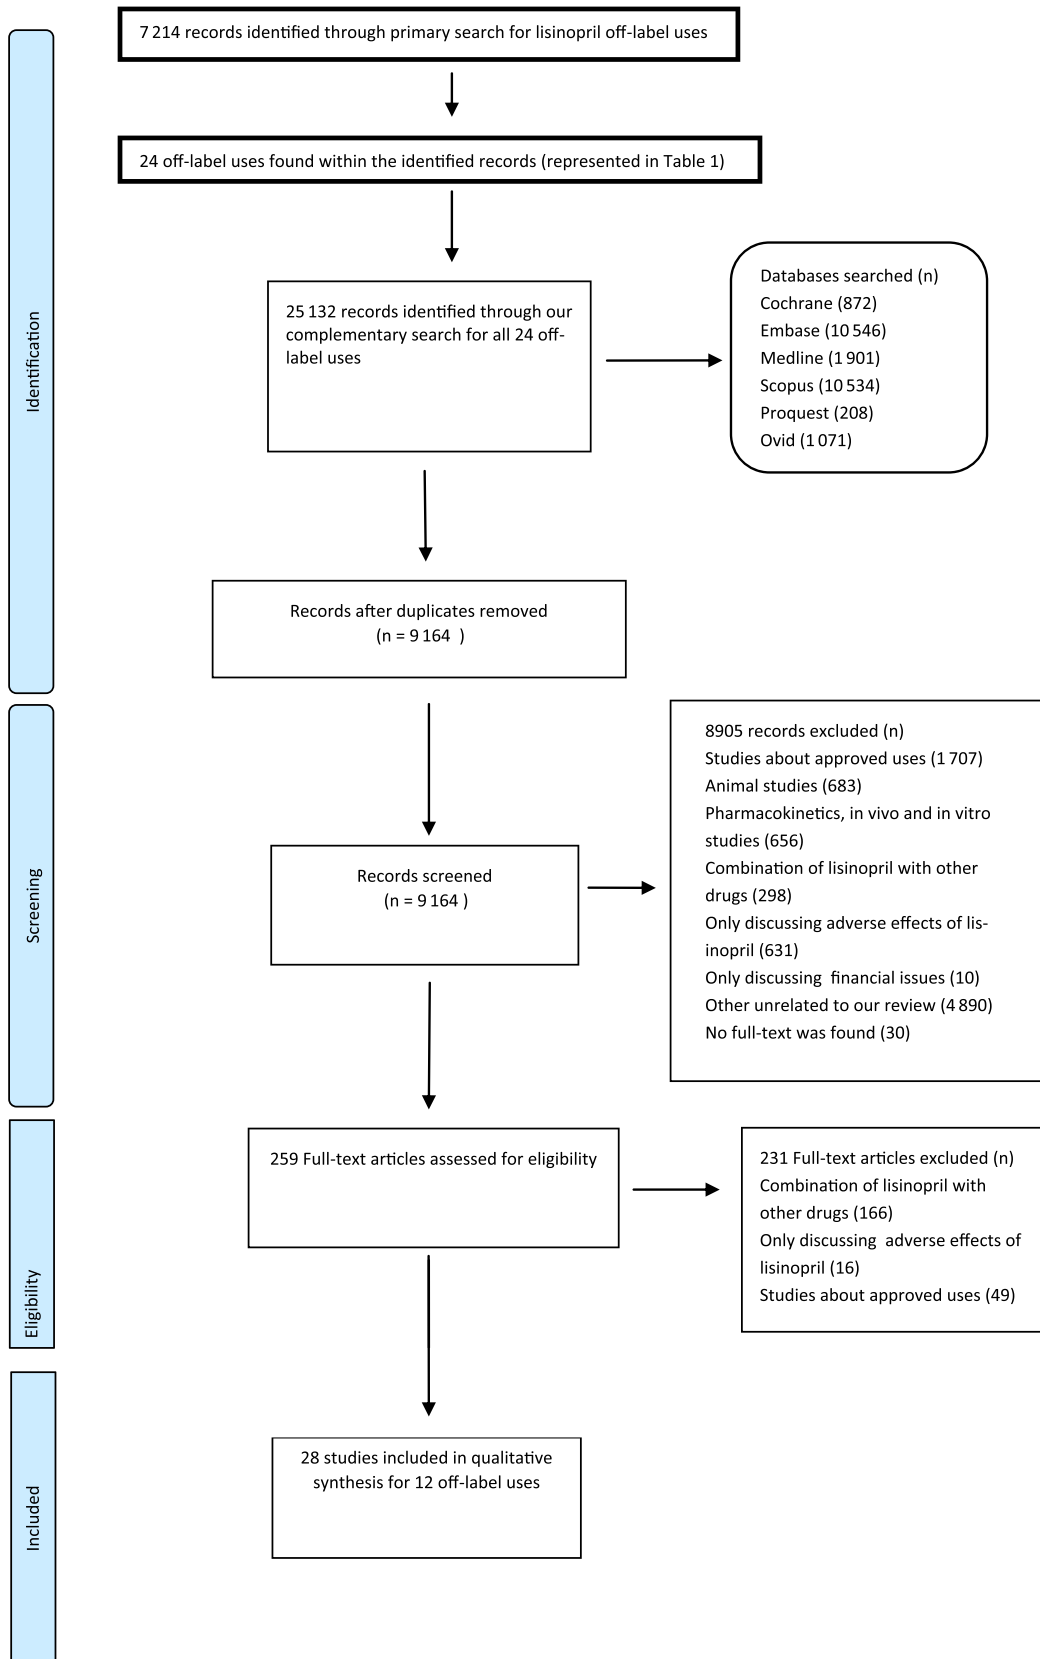 7 214 records identified through primary search for lisinopril off-label uses
24 off-label uses found within the identified records (represented in Table 1)
Identification
25 132 records identified through our
complementary search for all 24 off-
label uses
Databases searched (n)
Cochrane (872)
Embase (10 546)
Medline (1 901)
Scopus (10 534)
Proquest (208)
Ovid (1 071)
Records after duplicates removed
(n = 9 164 )
Screening
Records screened
(n = 9 164 )
8905 records excluded (n)
Studies about approved uses (1 707)
Animal studies (683)
Pharmacokinetics, in vivo and in vitro
studies (656)
Combination of lisinopril with other
drugs (298)
Only discussing adverse effects of lis-
inopril (631)
Only discussing financial issues (10)
Other unrelated to our review (4 890)
No full-text was found (30)
Eligibility
259 Full-text articles assessed for eligibility
231 Full-text articles excluded (n)
Combination of lisinopril with
other drugs (166)
Only discussing adverse effects of
lisinopril (16)
Studies about approved uses (49)
Included
28 studies included in qualitative
synthesis for 12 off-label uses